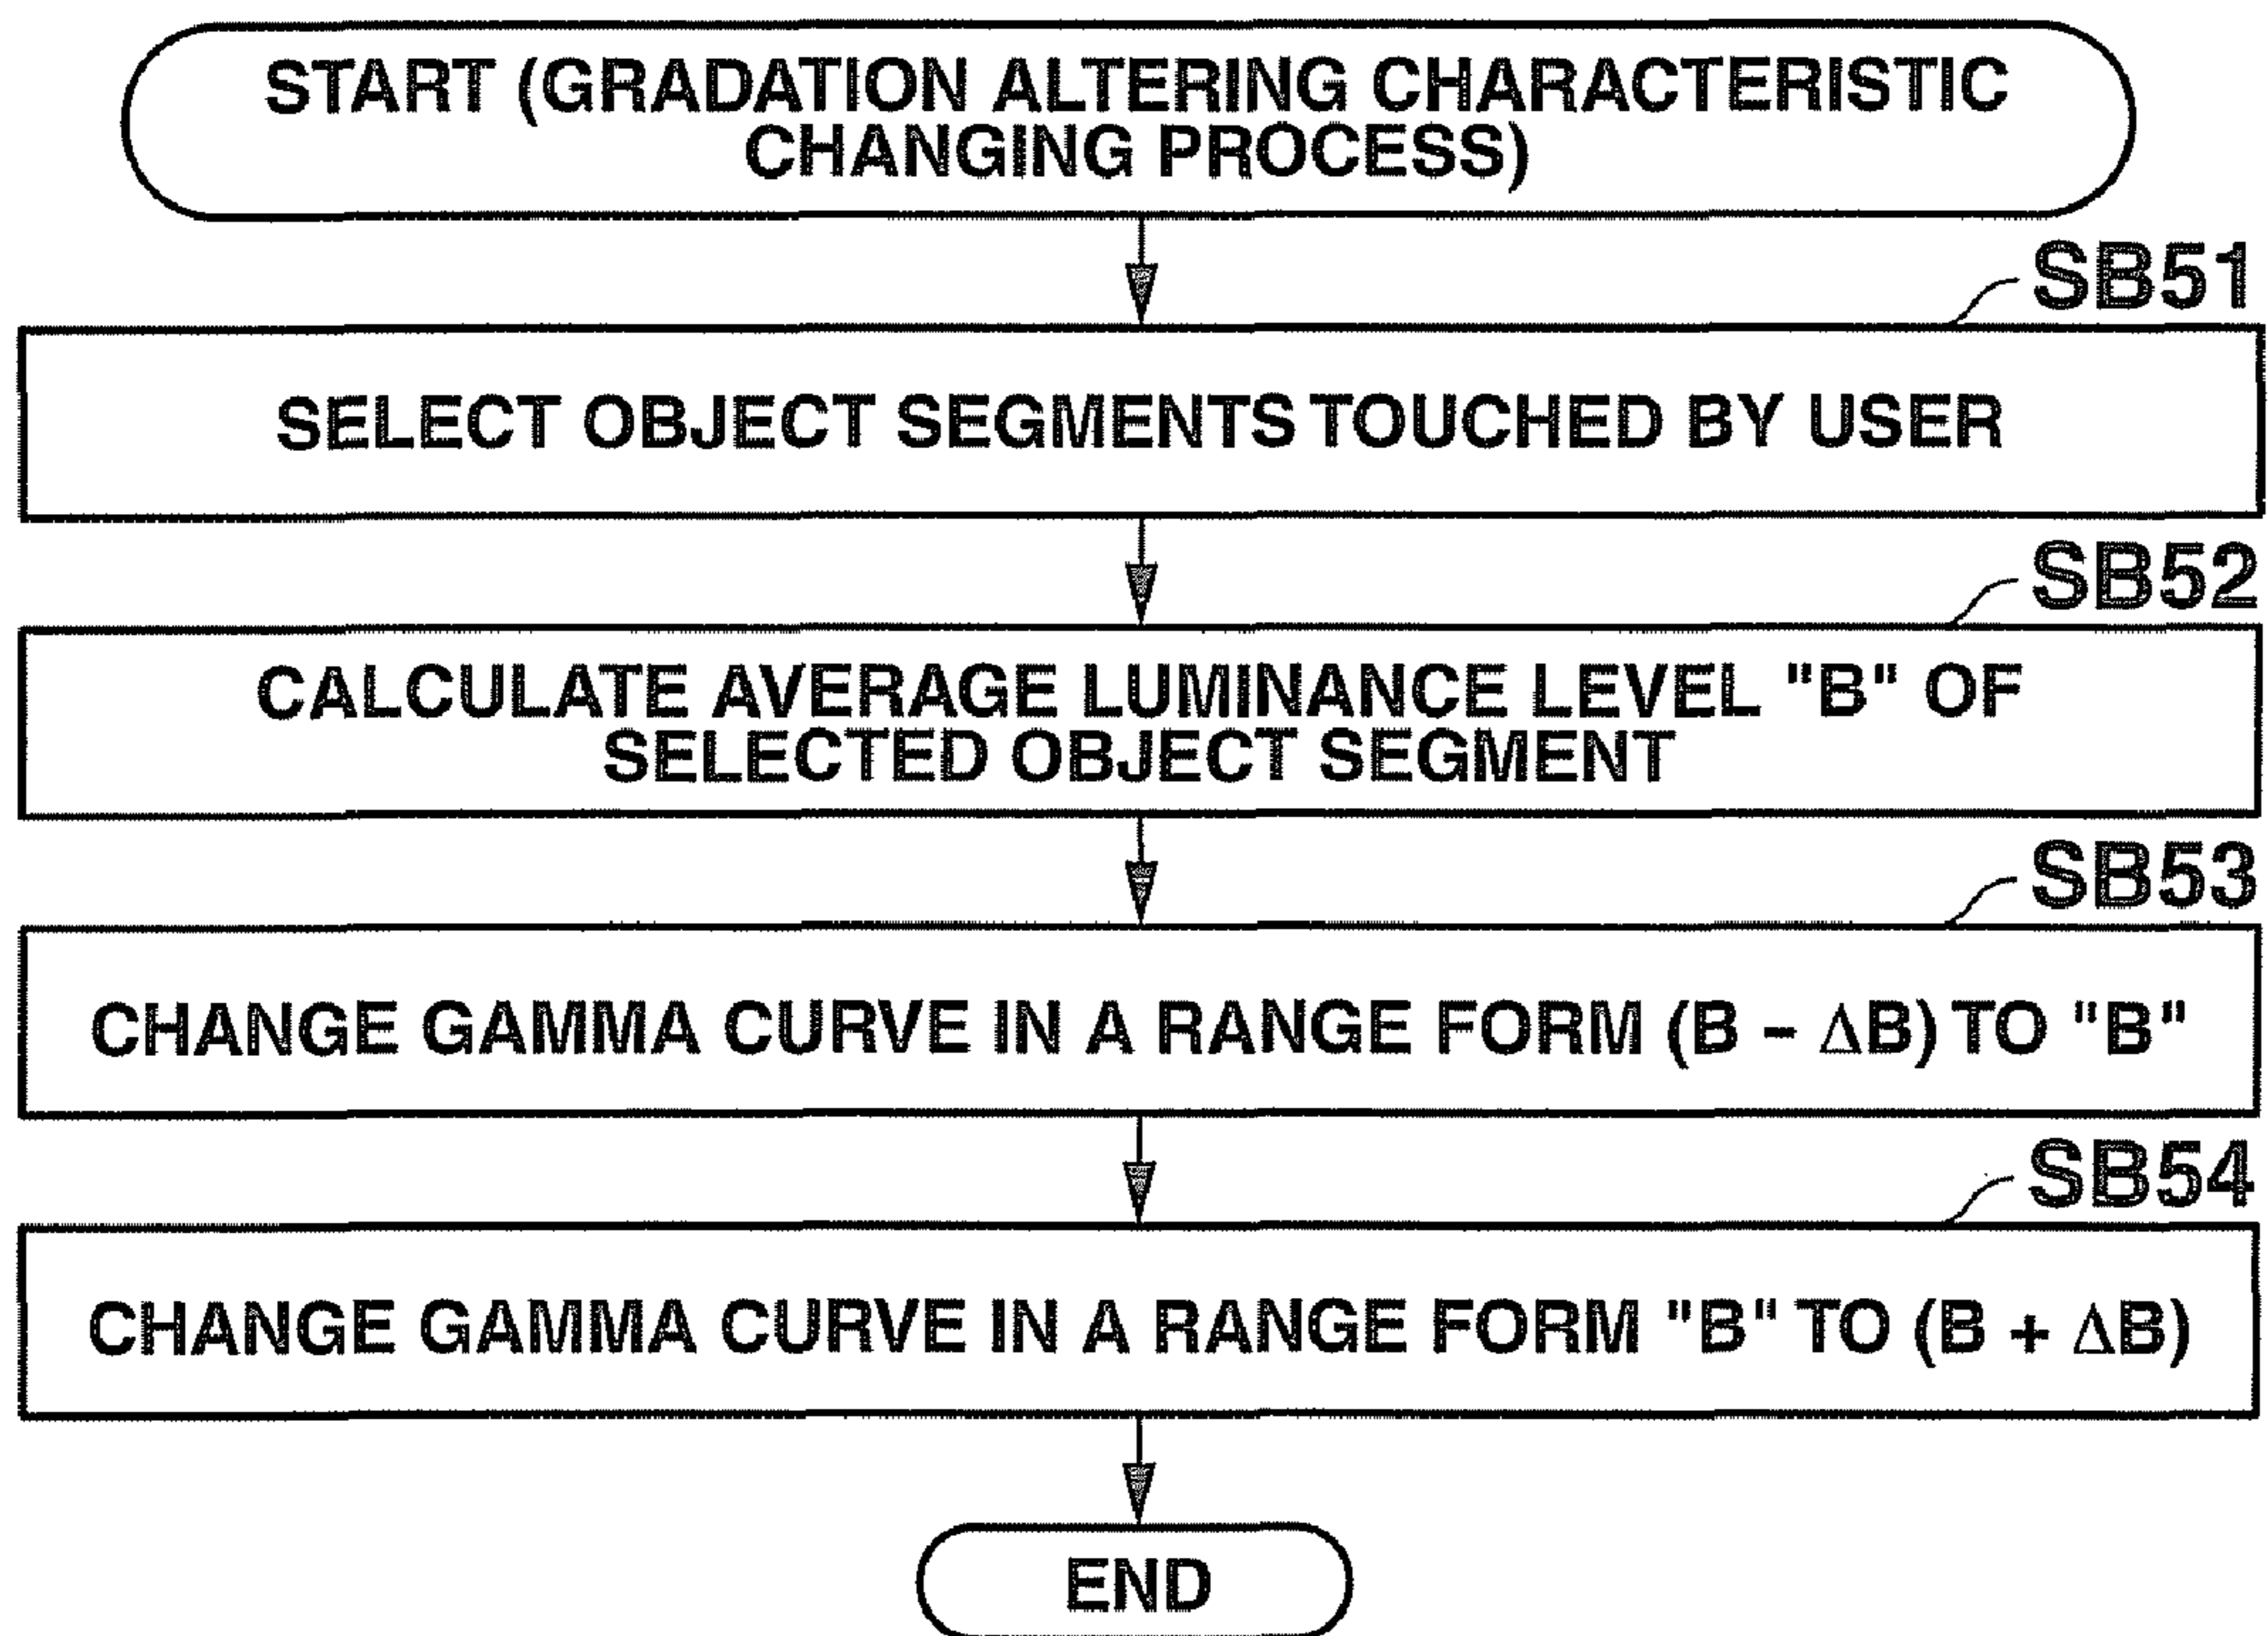 START (GRADATION ALTERING CHARACTERISTIC
CHANGING PROCESS)
SB51
SELECT OBJECT SEGMENTS TOUCHED BY USER
SB52
CALCULATE AVERAGE LUMINANCE LEVEL "B" OF
SELECTED OBJECT SEGMENT
SB53
CHANGE GAMMA CURVE IN A RANGE FORM (B – ΔB) TO "B"
SB54
CHANGE GAMMA CURVE IN A RANGE FORM "B" TO (B + ΔB)
END